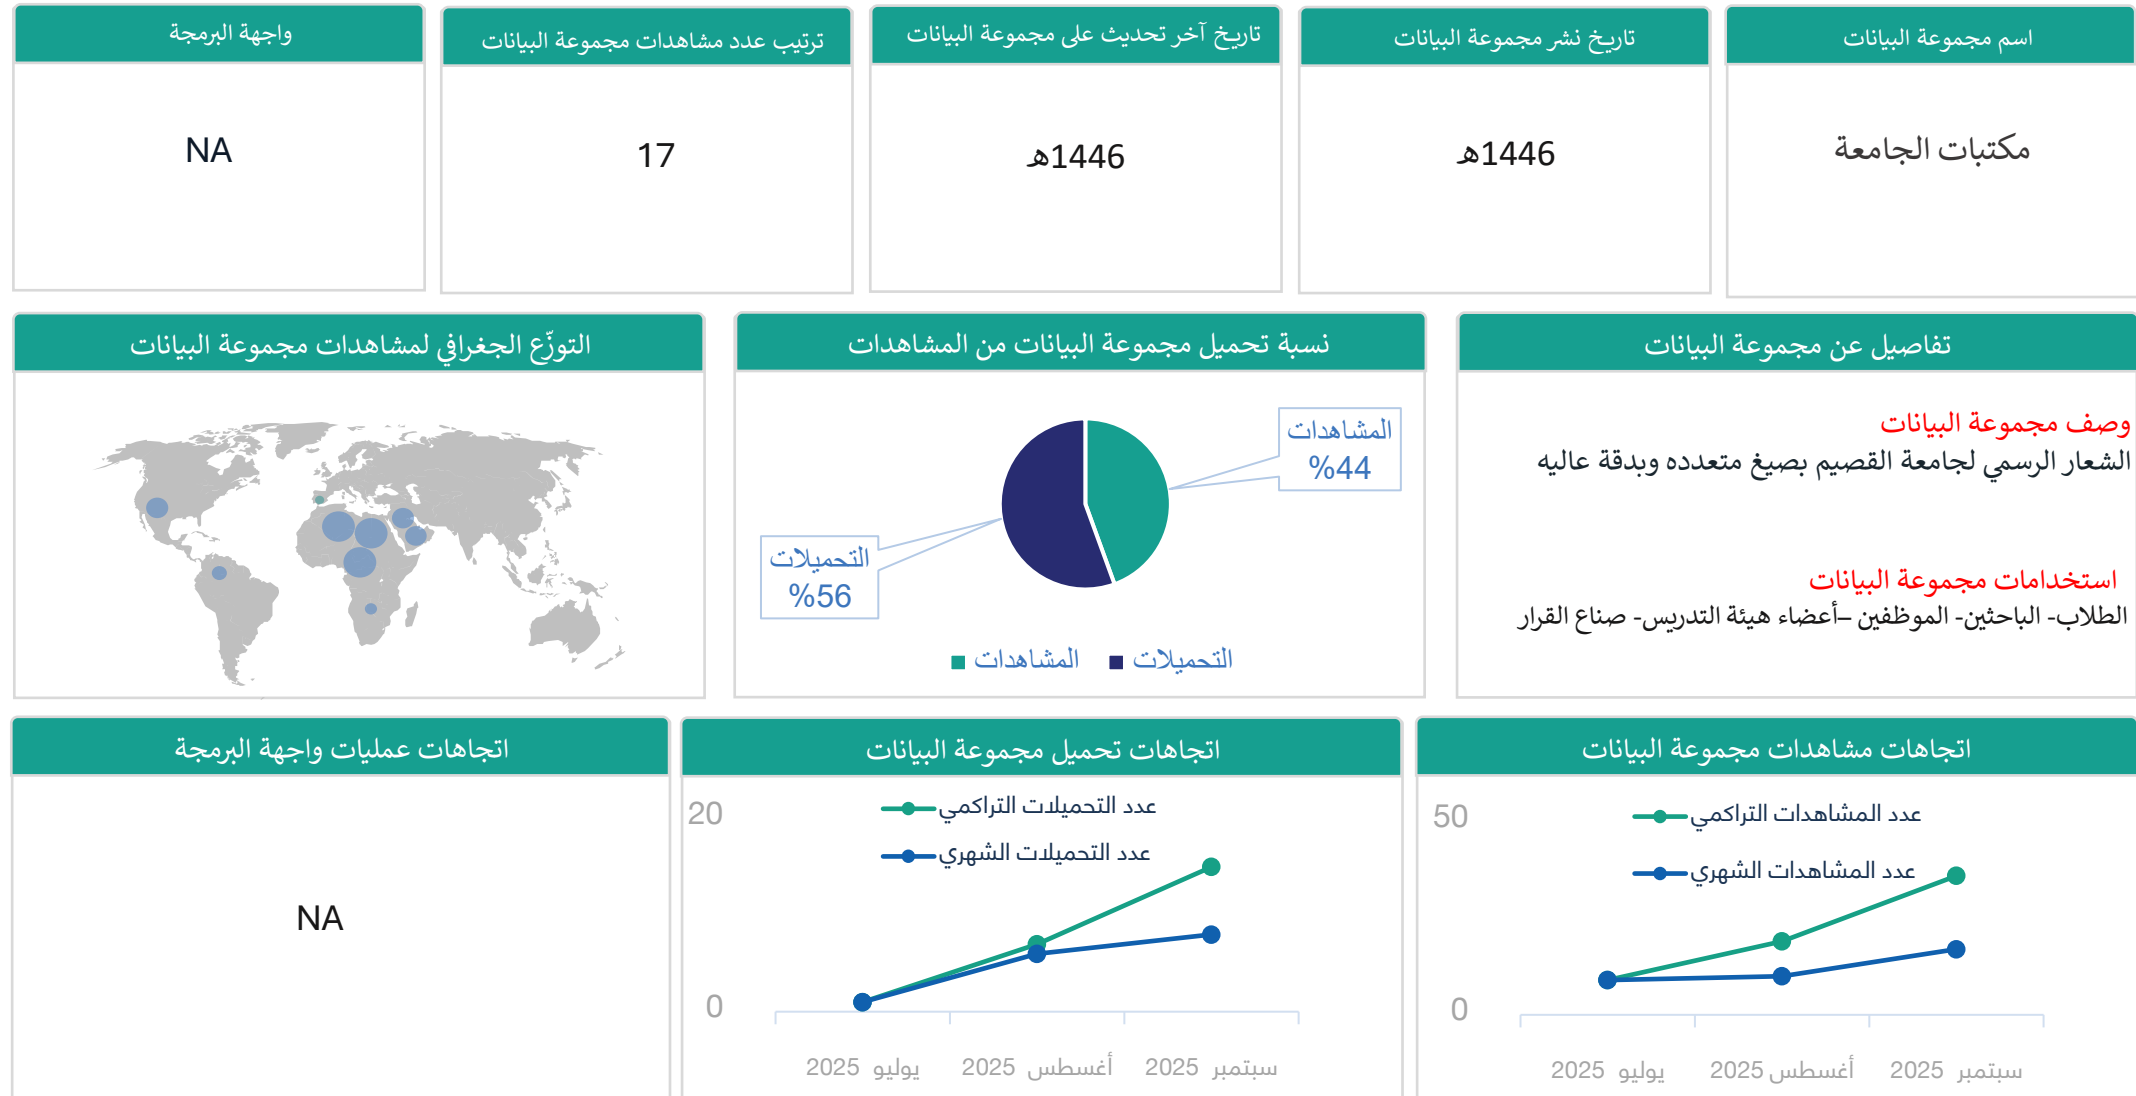 اسم مجموعة البيانات
مكتبات الجامعة
تاريخ نشر مجموعة البيانات
1446هـ
تاريخ آخر تحديث على مجموعة البيانات
1446هـ
ترتيب عدد مشاهدات مجموعة البيانات
17
واجهة البرمجة
NA
تفاصيل عن مجموعة البيانات
وصف مجموعة البيانات
الشعار الرسمي لجامعة القصيم بصيغ متعدده وبدقة عاليه
استخدامات مجموعة البيانات
الطلاب- الباحثين- الموظفين –أعضاء هيئة التدريس- صناع القرار
نسبة تحميل مجموعة البيانات من المشاهدات
المشاهدات
%44
التحميلات
%56
التحميلات
المشاهدات
التوزّع الجغرافي لمشاهدات مجموعة البيانات
اتجاهات مشاهدات مجموعة البيانات
50
عدد المشاهدات التراكمي
عدد المشاهدات الشهري
0
يوليو 2025
أغسطس 2025
سبتمبر 2025
اتجاهات تحميل مجموعة البيانات
20
عدد التحميلات التراكمي
عدد التحميلات الشهري
0
يوليو 2025
أغسطس 2025
سبتمبر 2025
اتجاهات عمليات واجهة البرمجة
NA